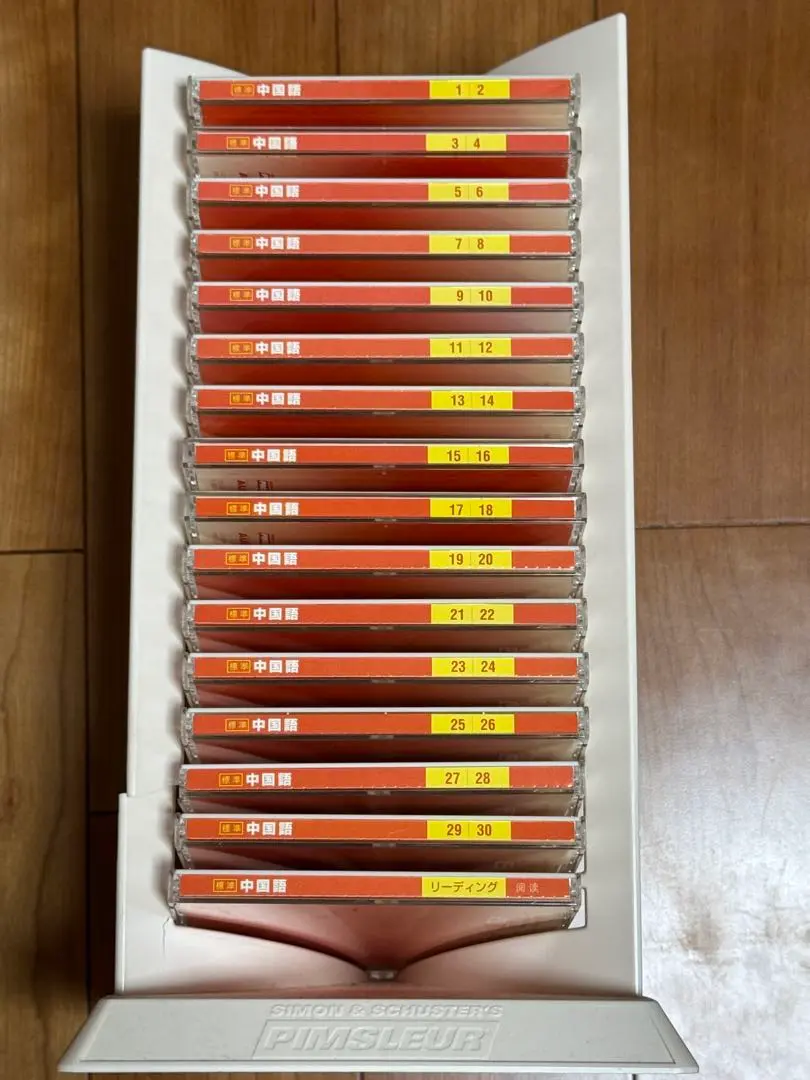 標準 中国語 1 2
標準 中国語 3 4
標準 中国語 5 6
標準 中国語 7 8
標準 中国語 9 10
標準 中国語 11 12
標準 中国語 13 14
標準 中国語 15 16
標準 中国語 17 18
標準 中国語 19 20
標準 中国語 21 22
標準 中国語 23 24
標準 中国語 25 26
標準 中国語 27 28
標準 中国語 29 30
標準 中国語 リーディング 阅读
SIMON & SCHUSTER'S
PIMSLEUR